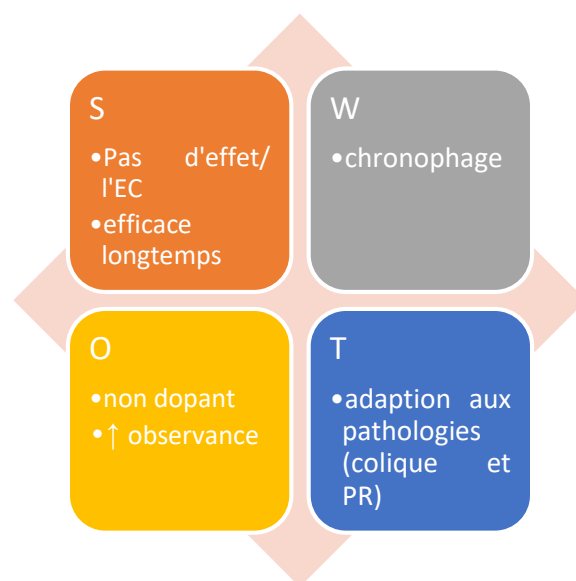 S
•Pas d'effet/
l'EC
•efficace
longtemps
W
•chronophage
O
•non dopant
•↑ observance
T
•adaption aux
pathologies
(colique et
PR)